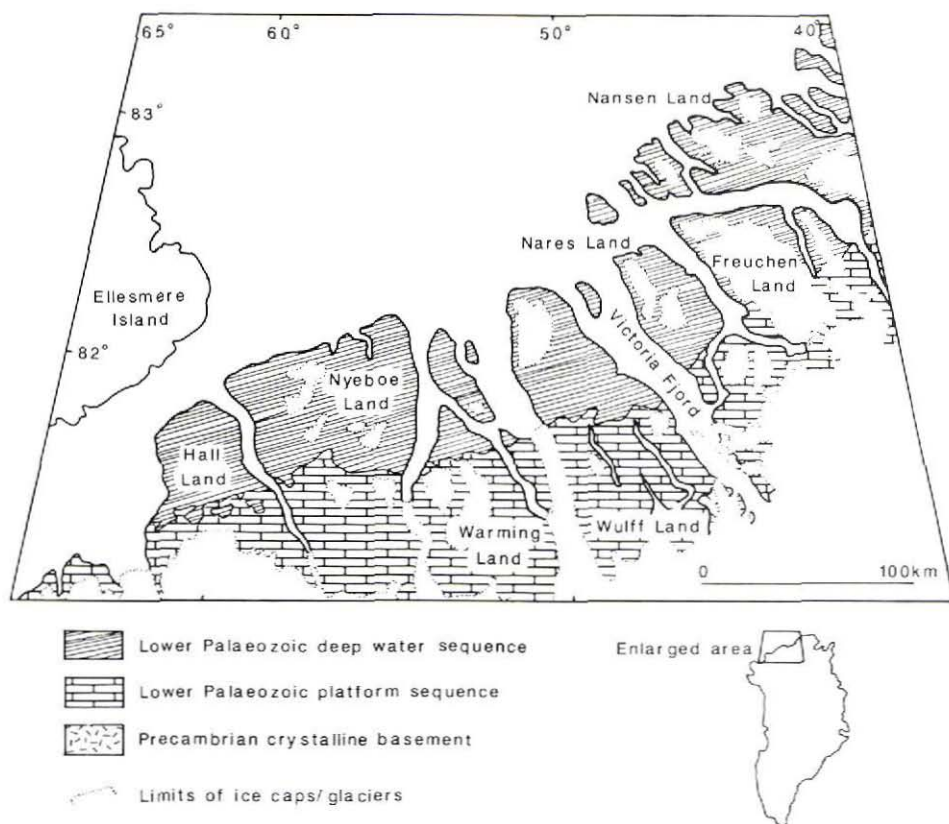 65°
60°
50°
40°
83°
82°
Nansen Land
Nares Land
Freuchen
Land
Ellesmere
Island
Victoria Fjord
Nyeboe
Land
Hall
Land
Warming
Land
Wulff Land
0 100km
Lower Palaeozoic deep water sequence
Lower Palaeozoic platform sequence
Precambrian crystalline basement
Limits of ice caps/glaciers
Enlarged area